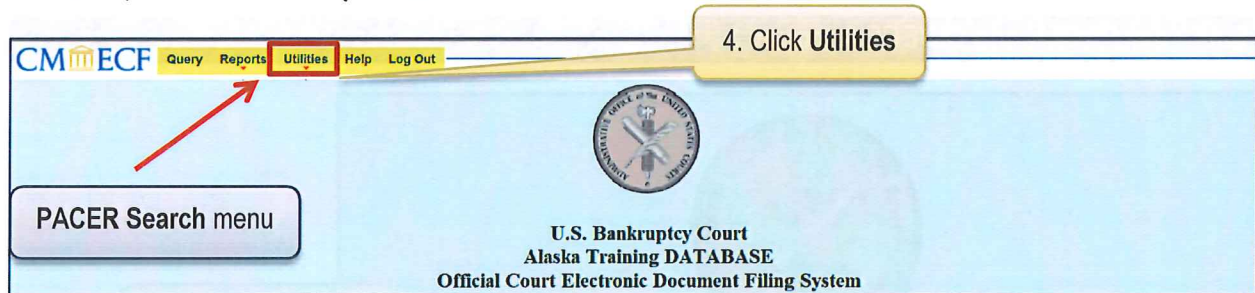 4. Click Utilities
CM ECF Query Reports Utilities Help Log Out
PACER Search menu
U.S. Bankruptcy Court
Alaska Training DATABASE
Official Court Electronic Document Filing System